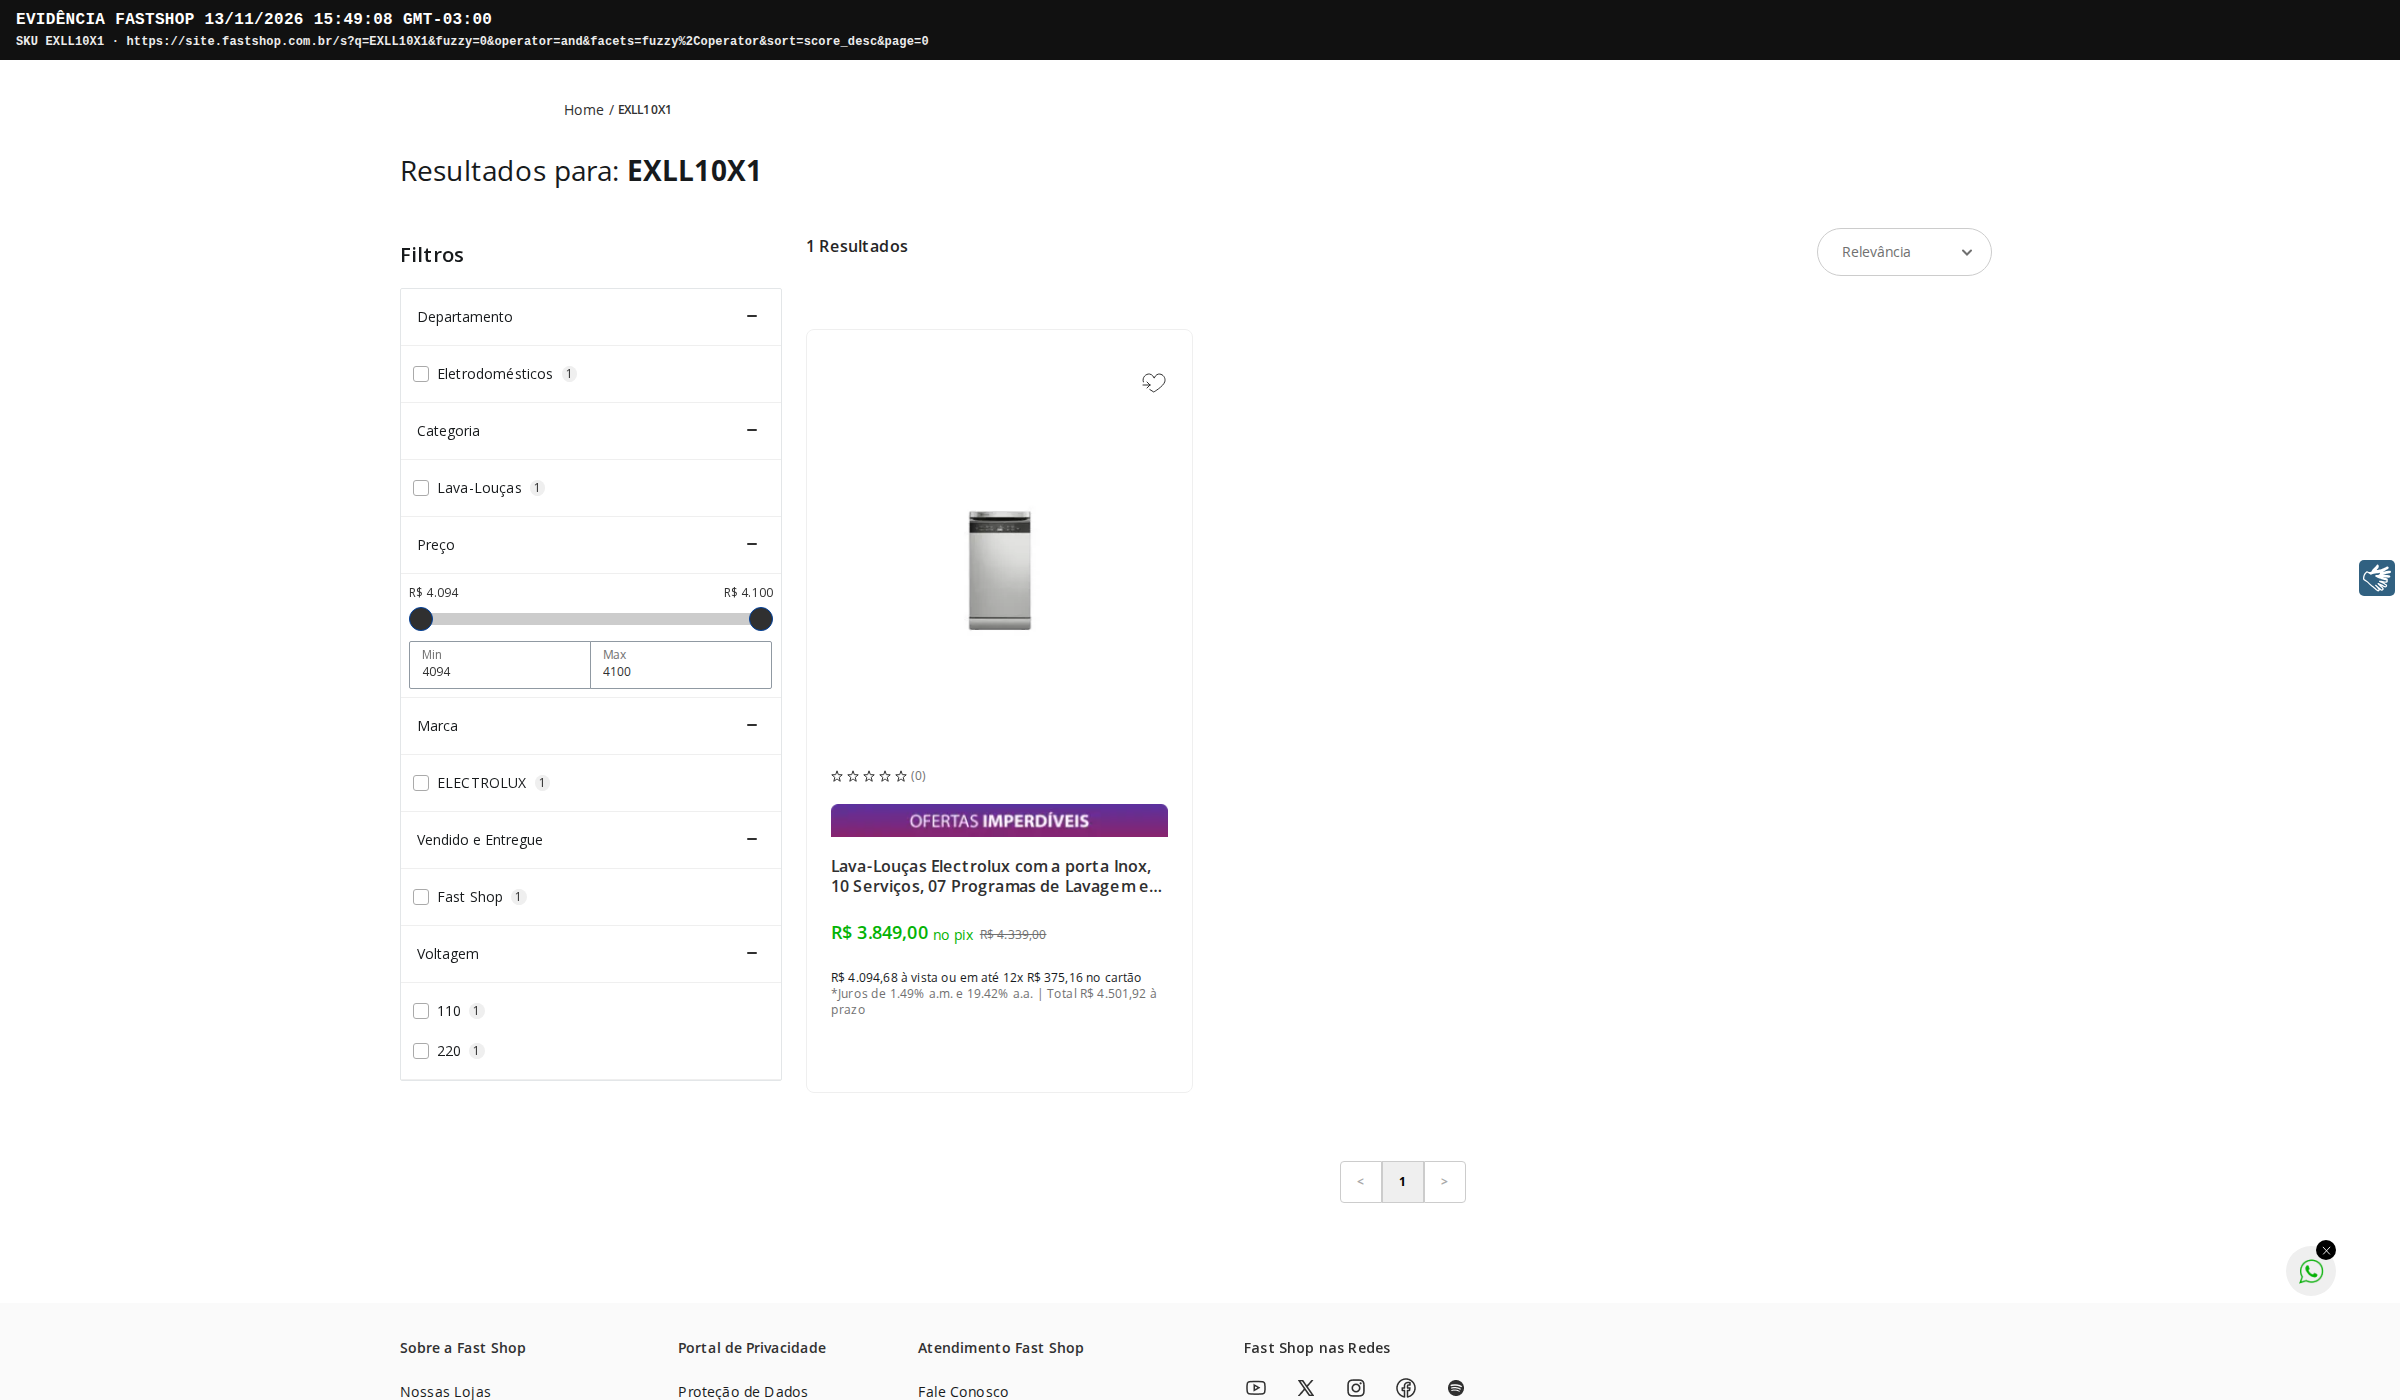 EVIDÊNCIA FASTSHOP 13/11/2026 15:49:08 GMT-03:00
SKU EXLL10X1 · https://site.fastshop.com.br/s?q=EXLL10X1&fuzzy=0&operator=and&facets=fuzzy%2Coperator&sort=score_desc&page=0
Home / EXLL10X1
Resultados para: EXLL10X1
Filtros
1 Resultados
Relevância
Departamento
Eletrodomésticos 1
Categoria
Lava-Louças 1
Preço
R$ 4.094 R$ 4.100
Min
4094
Max
4100
Marca
ELECTROLUX 1
Vendido e Entregue
Fast Shop 1
Voltagem
110 1
220 1
(0)
OFERTAS IMPERDÍVEIS
Lava-Louças Electrolux com a porta Inox,
10 Serviços, 07 Programas de Lavagem e...
R$ 3.849,00 no pix R$ 4.339,00
R$ 4.094,68 à vista ou em até 12x R$ 375,16 no cartão
*Juros de 1.49% a.m. e 19.42% a.a. | Total R$ 4.501,92 à
prazo
< 1 >
Sobre a Fast Shop
Portal de Privacidade
Atendimento Fast Shop
Fast Shop nas Redes
Nossas Lojas
Proteção de Dados
Fale Conosco